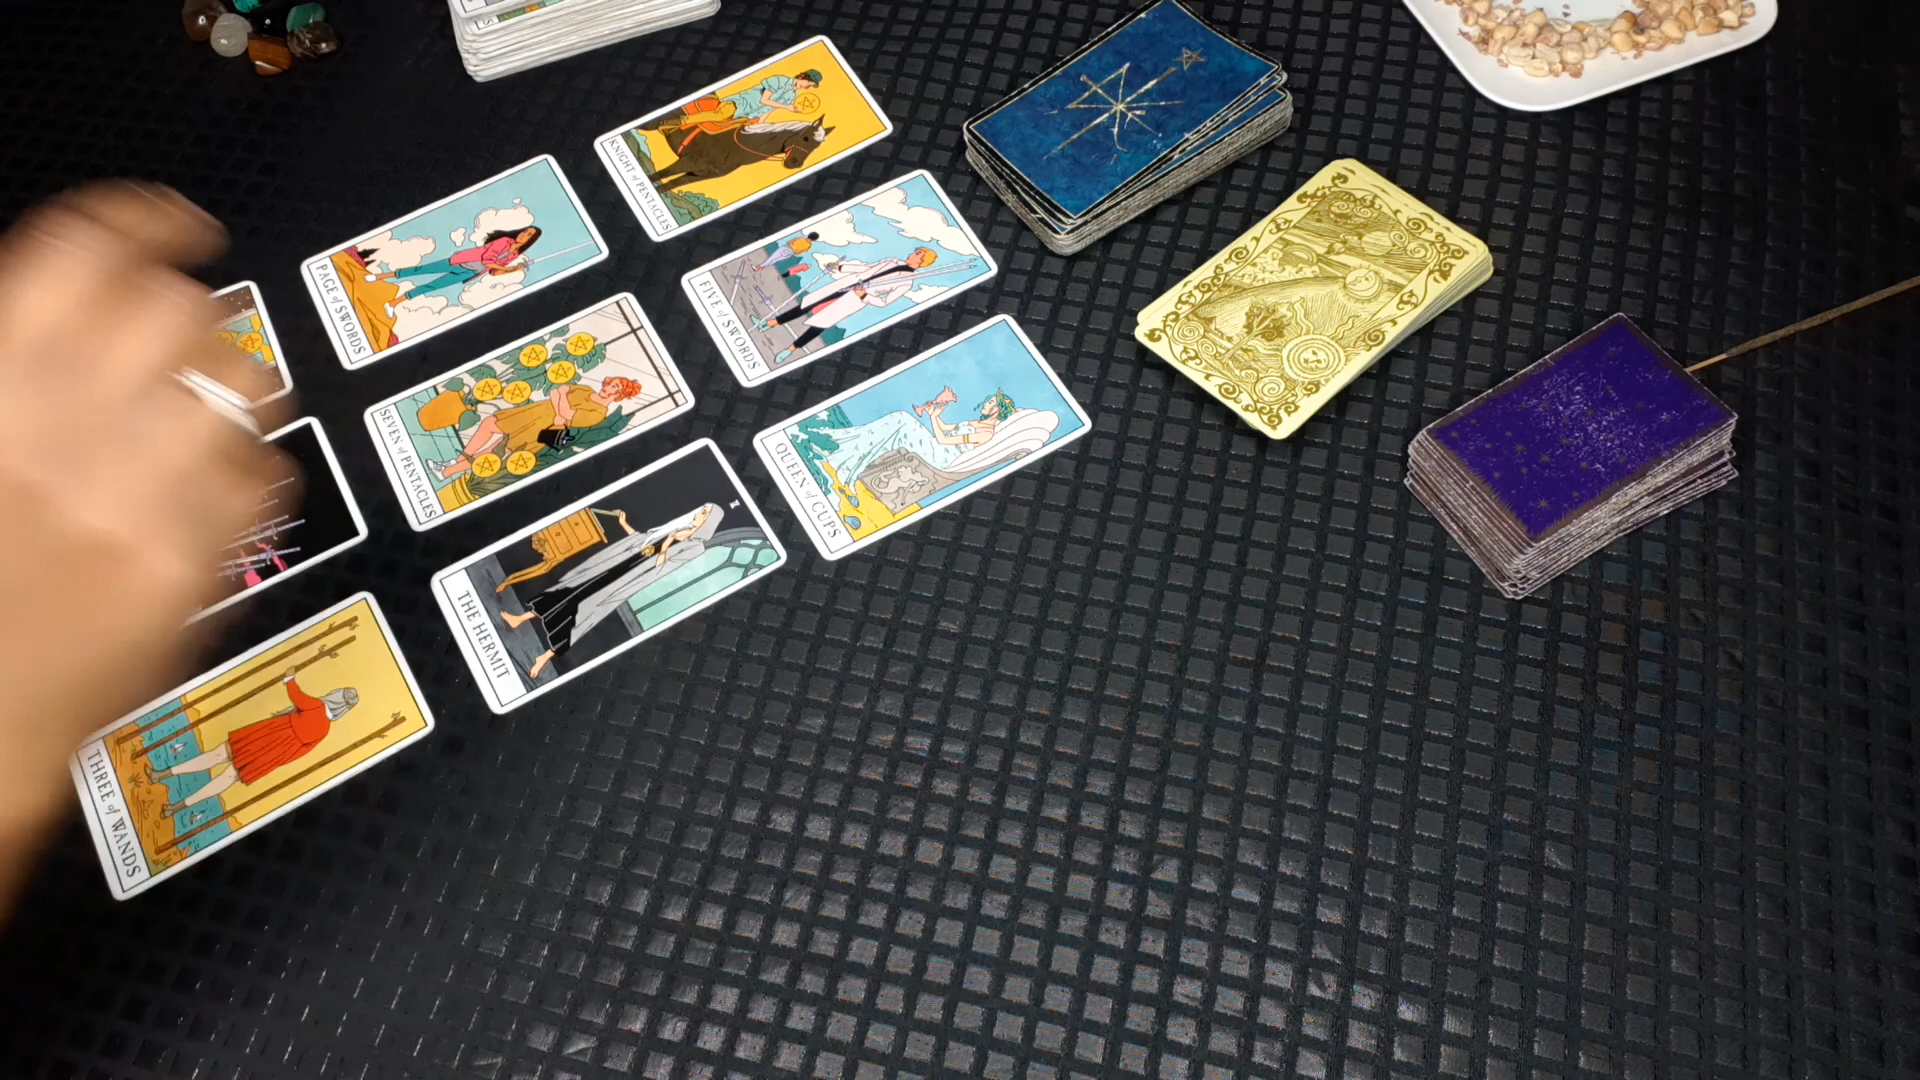 KNIGHT of PENTACLES
PAGE of SWORDS
FIVE of SWORDS
SEVEN of PENTACLES
QUEEN of CUPS
THE HERMIT
THREE of WANDS